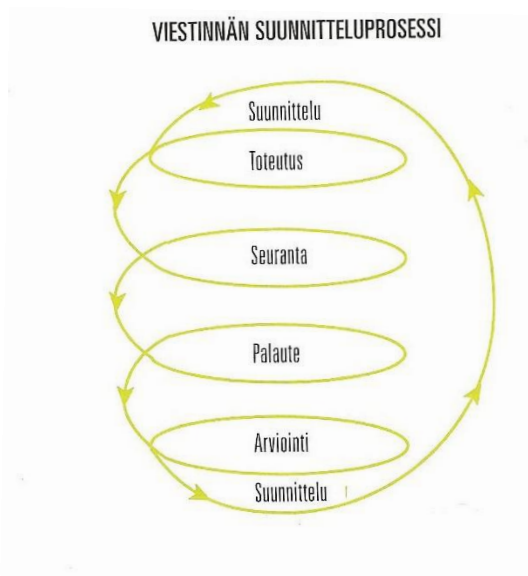 VIESTINNÄN SUUNNITTELUPROSESSI
Suunnittelu
Toteutus
Seuranta
Palaute
Arviointi
Suunnittelu